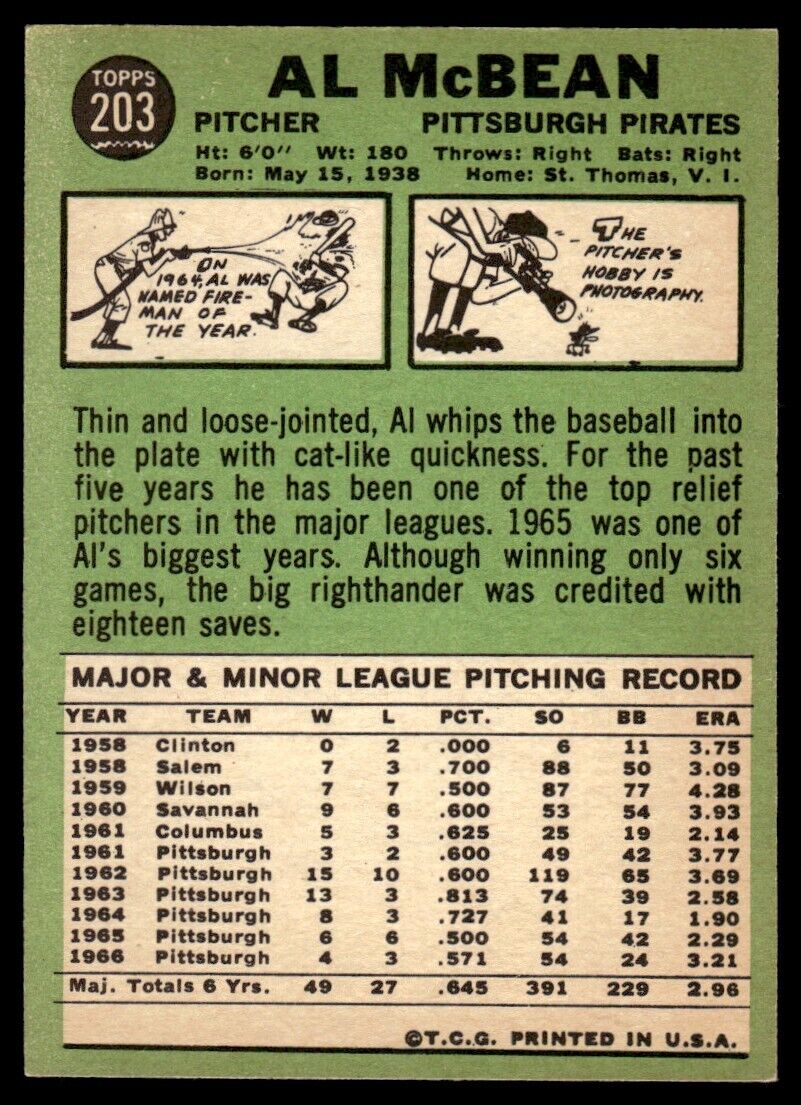 TOPPS
203
AL McBEAN
PITCHER PITTSBURGH PIRATES
Ht: 6'0" Wt: 180 Throws: Right Bats: Right
Born: May 15, 1938 Home: St. Thomas, V. I.
ON
1964, AL WAS
NAMED FIRE-
MAN OF
THE YEAR.
THE
PITCHER'S
HOBBY IS
PHOTOGRAPHY.
Thin and loose-jointed, Al whips the baseball into
the plate with cat-like quickness. For the past
five years he has been one of the top relief
pitchers in the major leagues. 1965 was one of
Al's biggest years. Although winning only six
games, the big righthander was credited with
eighteen saves.
MAJOR & MINOR LEAGUE PITCHING RECORD
YEAR TEAM W L PCT. SO BB ERA
1958 Clinton 0 2 .000 6 11 3.75
1958 Salem 7 3 .700 88 50 3.09
1959 Wilson 7 7 .500 87 77 4.28
1960 Savannah 9 6 .600 53 54 3.93
1961 Columbus 5 3 .625 25 19 2.14
1961 Pittsburgh 3 2 .600 49 42 3.77
1962 Pittsburgh 15 10 .600 119 65 3.69
1963 Pittsburgh 13 3 .813 74 39 2.58
1964 Pittsburgh 8 3 .727 41 17 1.90
1965 Pittsburgh 6 6 .500 54 42 2.29
1966 Pittsburgh 4 3 .571 54 24 3.21
Maj. Totals 6 Yrs. 49 27 .645 391 229 2.96
©T.C.G. PRINTED IN U.S.A.